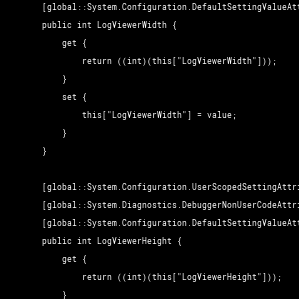 [global::System.Configuration.DefaultSettingValueAtt
public int LogViewerWidth {
get {
return ((int)(this["LogViewerWidth"]));
}
set {
this["LogViewerWidth"] = value;
}
}
[global::System.Configuration.UserScopedSettingAttri
[global::System.Diagnostics.DebuggerNonUserCodeAttri
[global::System.Configuration.DefaultSettingValueAtt
public int LogViewerHeight {
get {
return ((int)(this["LogViewerHeight"]));
}